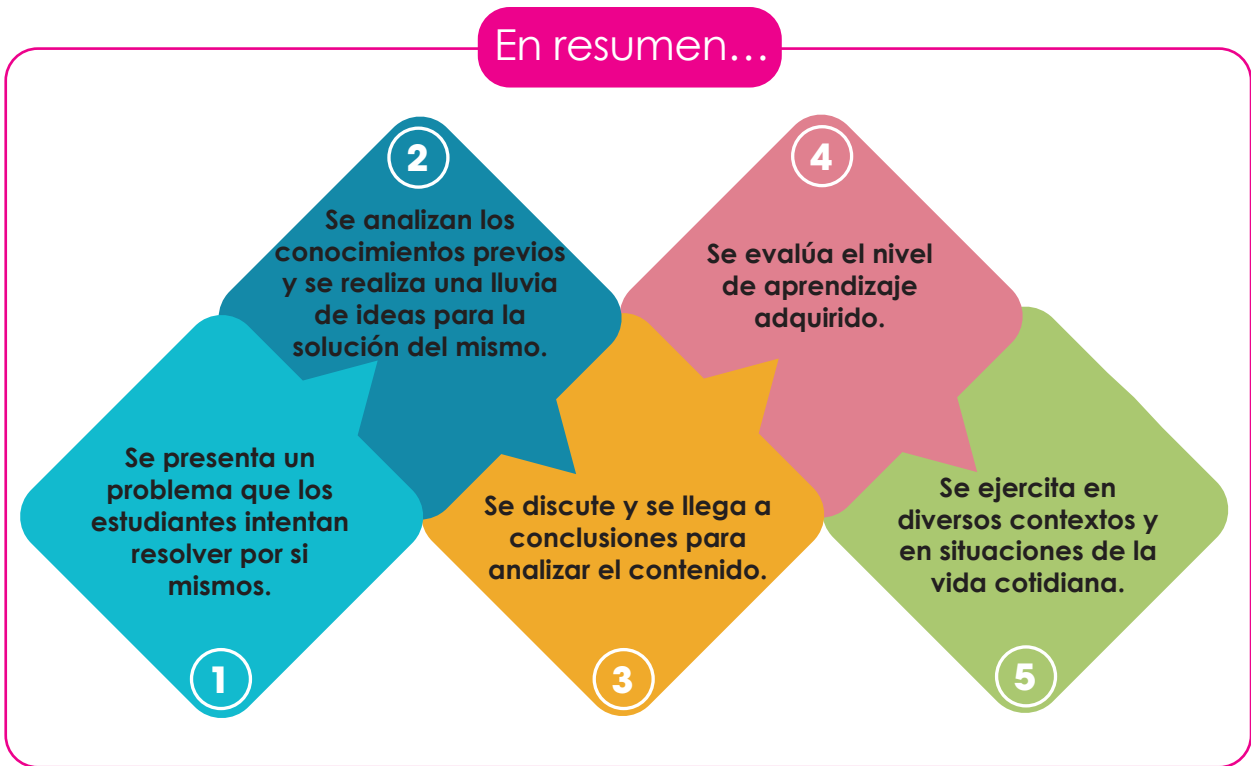 En resumen...
1
Se presenta un
problema que los
estudiantes intentan
resolver por si
mismos.
2
Se analizan los
conocimientos previos
y se realiza una lluvia
de ideas para la
solución del mismo.
3
Se discute y se llega a
conclusiones para
analizar el contenido.
4
Se evalúa el nivel
de aprendizaje
adquirido.
5
Se ejercita en
diversos contextos y
en situaciones de la
vida cotidiana.